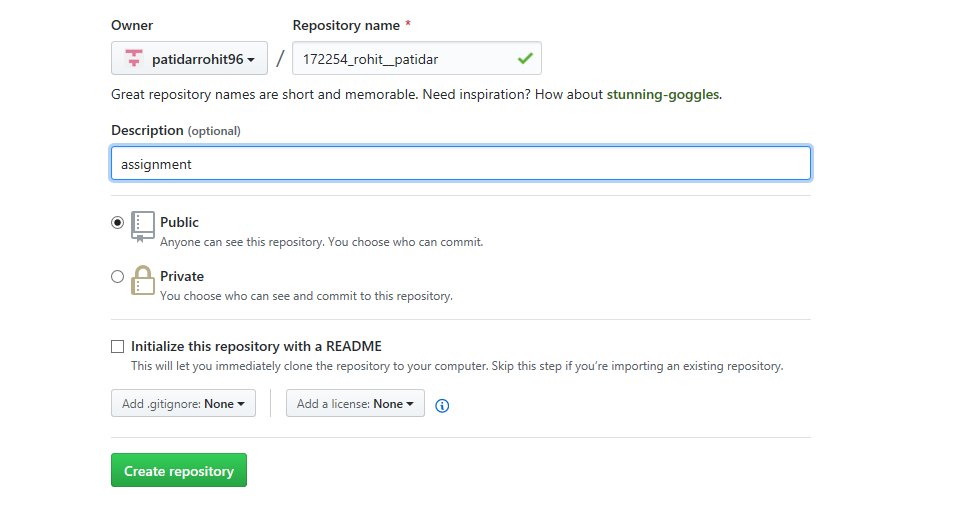 Owner Repository name *
patidarrohit96 / 172254_rohit__patidar
Great repository names are short and memorable. Need inspiration? How about stunning-goggles.
Description (optional)
assignment
Public
Anyone can see this repository. You choose who can commit.
Private
You choose who can see and commit to this repository.
Initialize this repository with a README
This will let you immediately clone the repository to your computer. Skip this step if you’re importing an existing repository.
Add .gitignore: None Add a license: None
Create repository